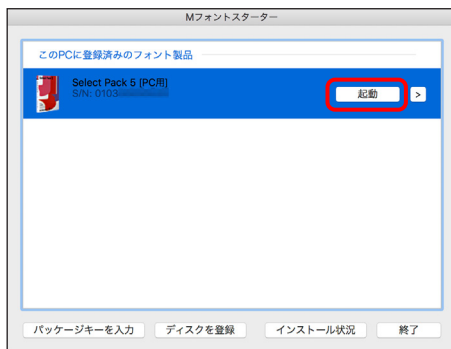 Mフォントスターター
このPCに登録済みのフォント製品
Select Pack 5 [PC用]
S/N: 0103
起動
>
パッケージキーを入力
ディスクを登録
インストール状況
終了